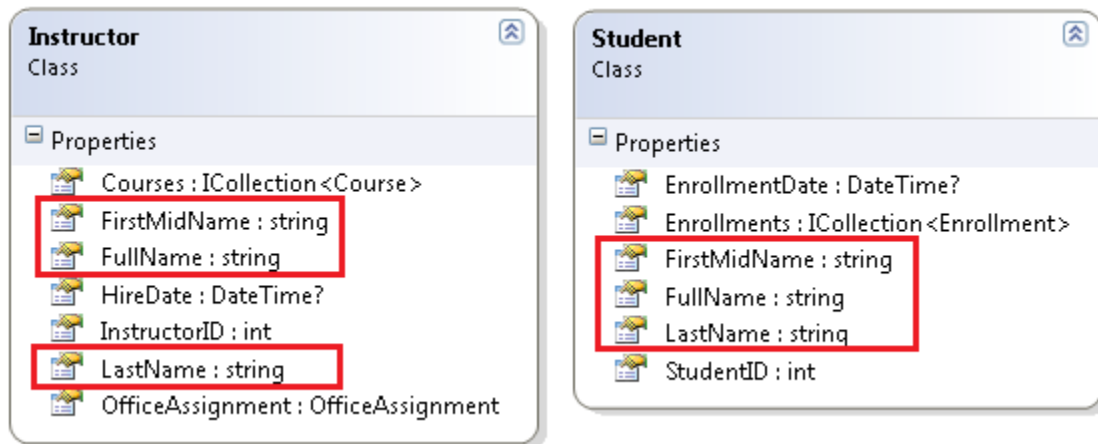 Instructor
Class
Properties
Courses : ICollection<Course>
FirstMidName : string
FullName : string
HireDate : DateTime?
InstructorID : int
LastName : string
OfficeAssignment : OfficeAssignment
Student
Class
Properties
EnrollmentDate : DateTime?
Enrollments : ICollection<Enrollment>
FirstMidName : string
FullName : string
LastName : string
StudentID : int